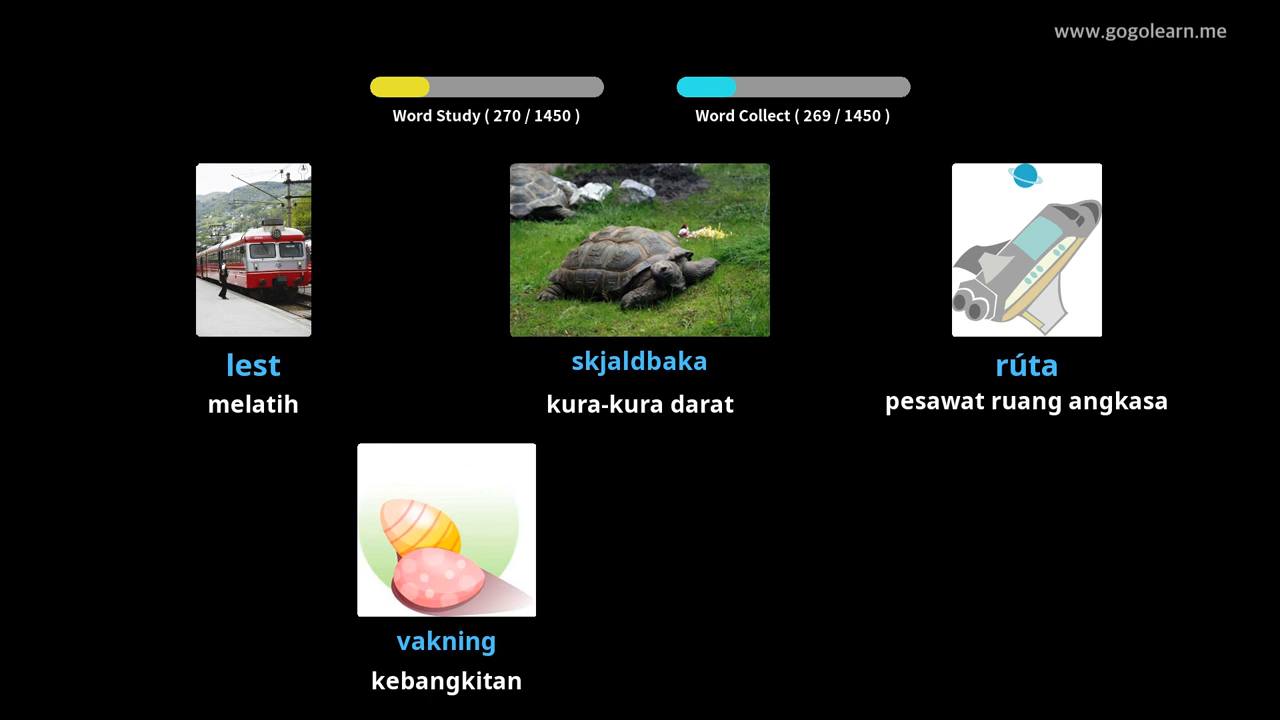 www.gogolearn.me
Word Study ( 270 / 1450 )
Word Collect ( 269 / 1450 )
lest
melatih
skjaldbaka
kura-kura darat
rúta
pesawat ruang angkasa
vakning
kebangkitan